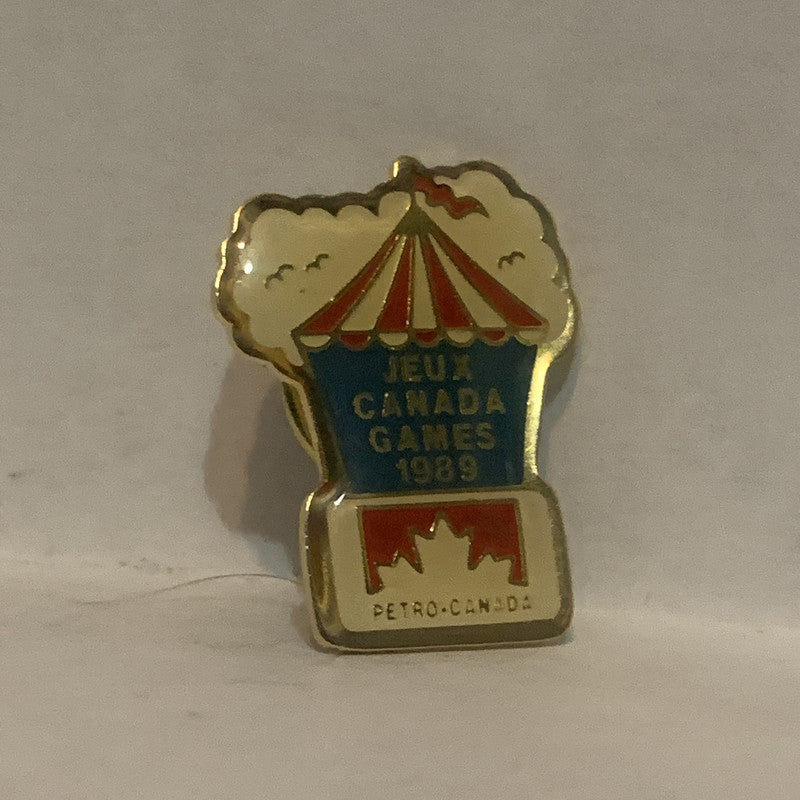 JEUX
CANADA
GAMES
1989
PETRO-CANADA